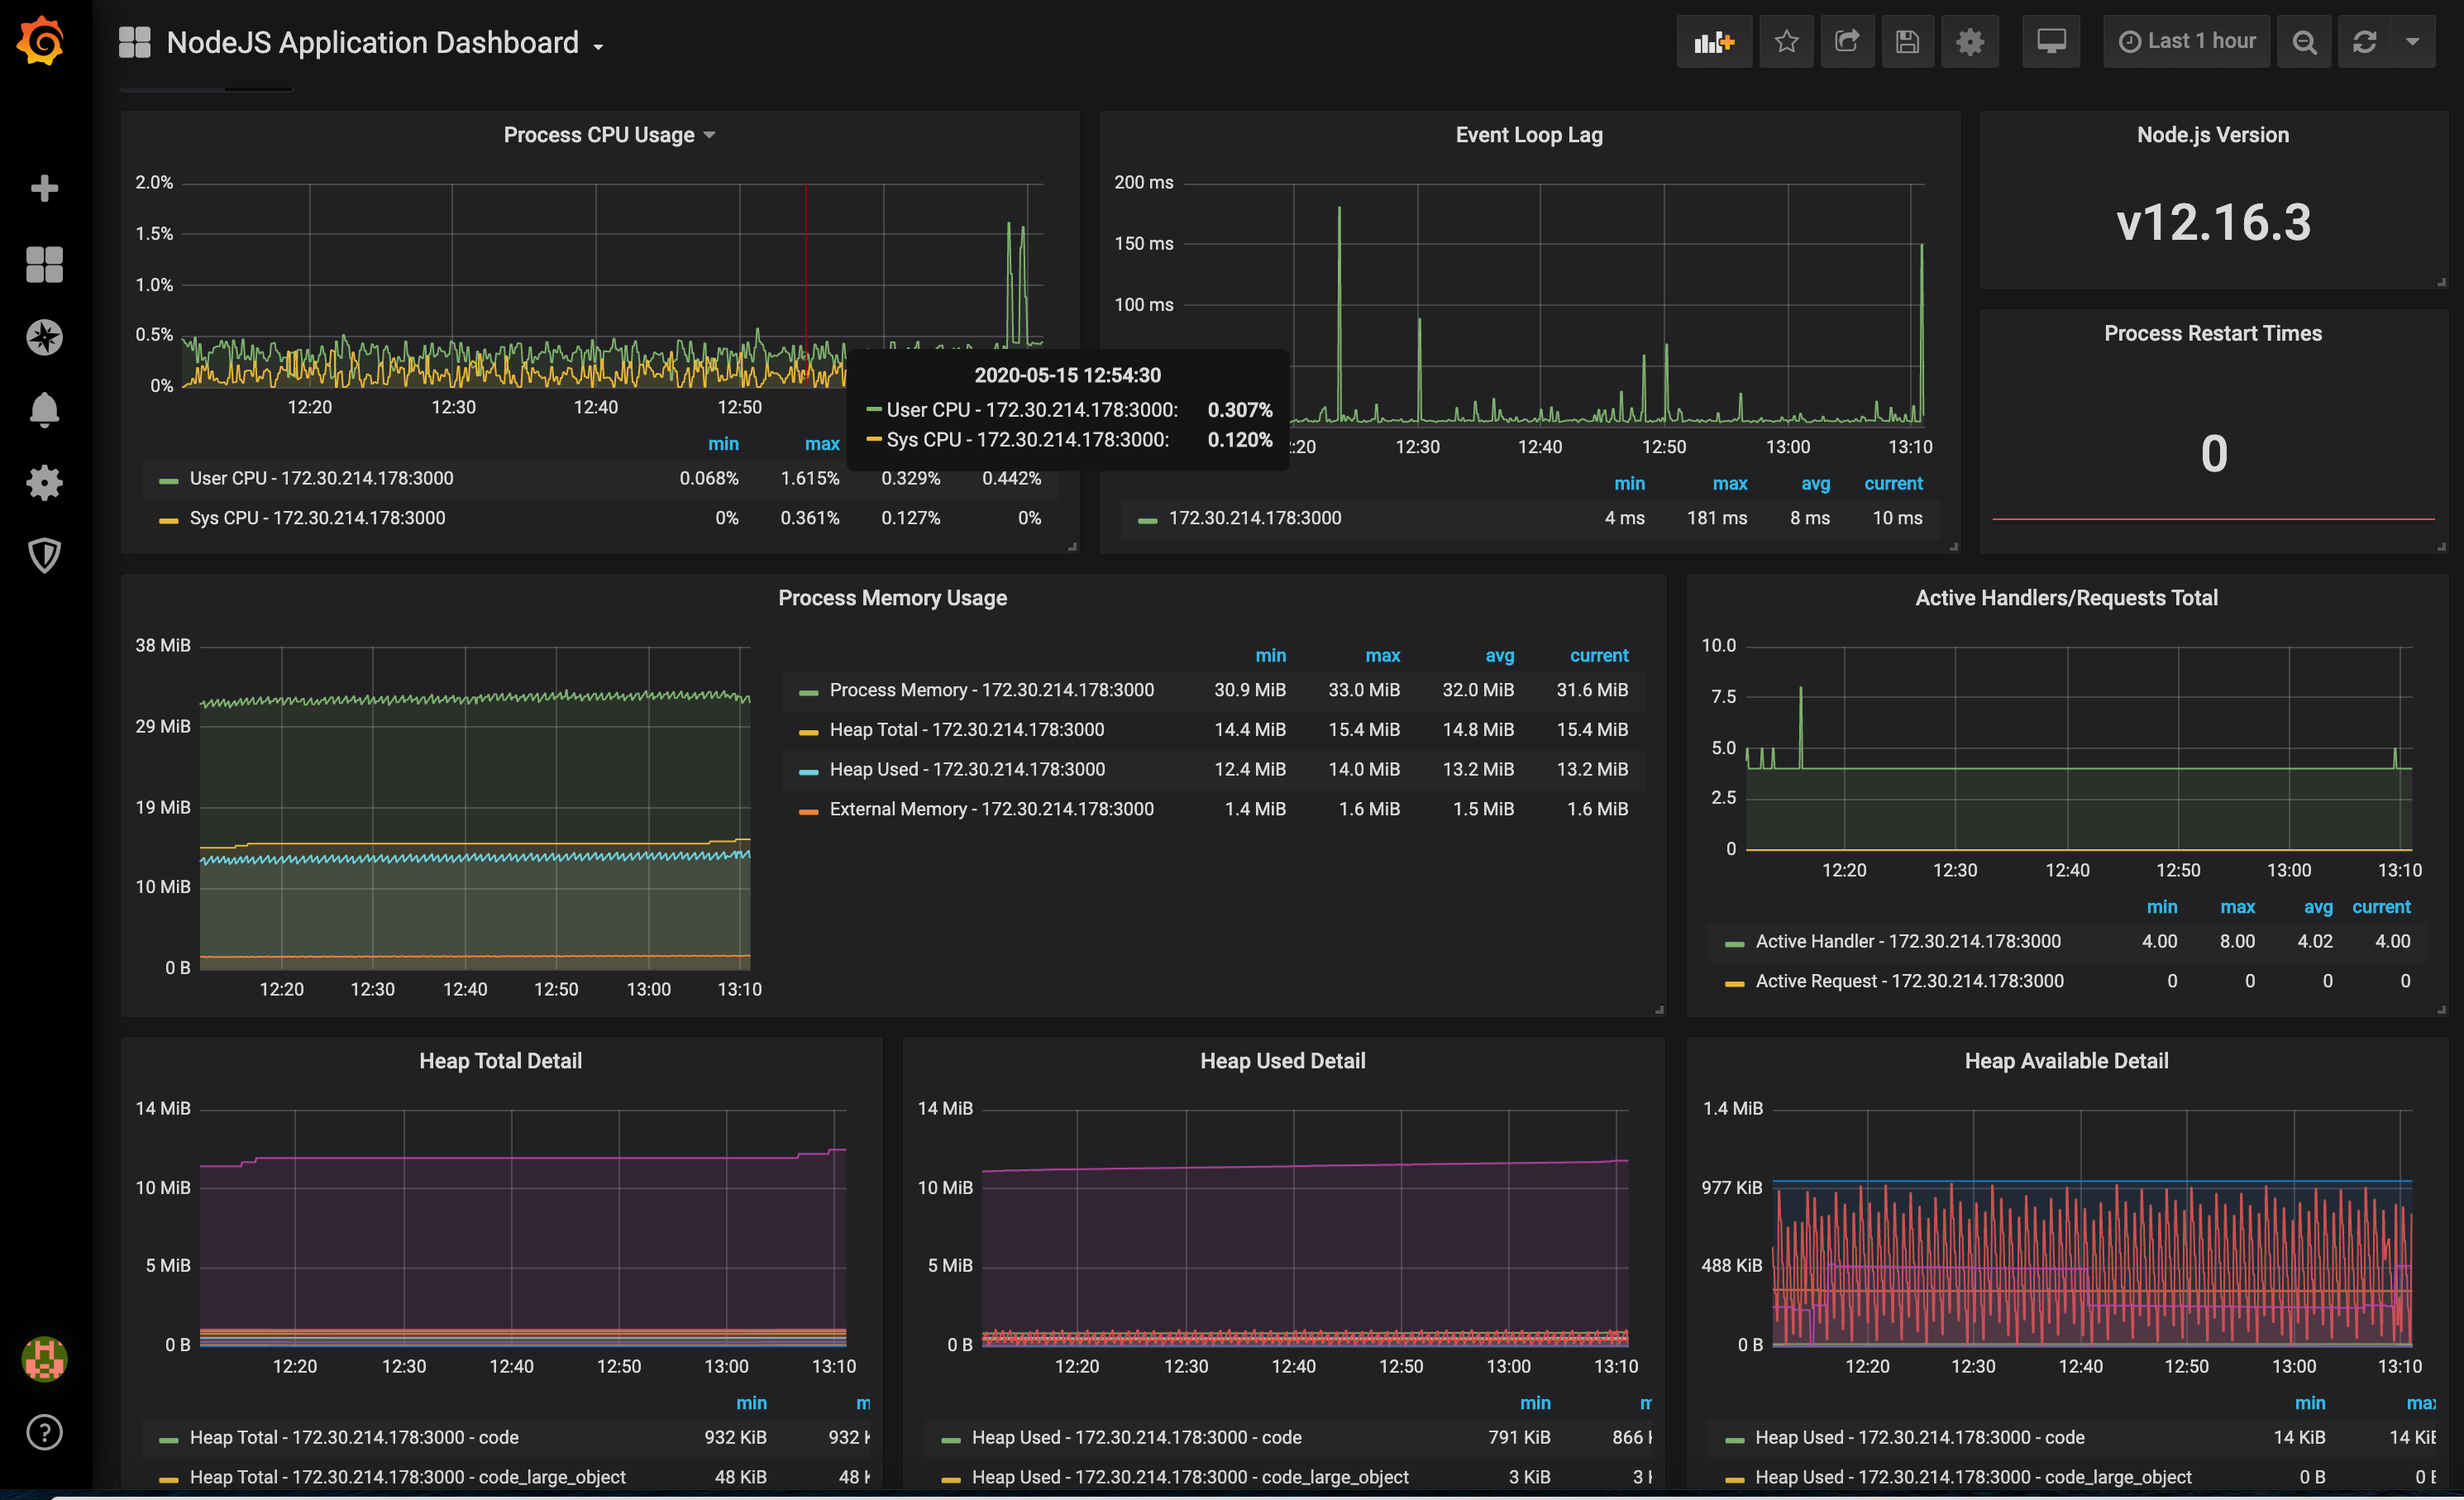 NodeJS Application Dashboard
Last 1 hour
Process CPU Usage
2.0%
1.5%
1.0%
0.5%
0%
12:20 12:30 12:40 12:50
min max
User CPU - 172.30.214.178:3000 0.068% 1.615% 0.329% 0.442%
Sys CPU - 172.30.214.178:3000 0% 0.361% 0.127% 0%
2020-05-15 12:54:30
User CPU - 172.30.214.178:3000: 0.307%
Sys CPU - 172.30.214.178:3000: 0.120%
Event Loop Lag
200 ms
150 ms
100 ms
:20 12:30 12:40 12:50 13:00 13:10
min max avg current
172.30.214.178:3000 4 ms 181 ms 8 ms 10 ms
Node.js Version
v12.16.3
Process Restart Times
0
Process Memory Usage
38 MiB
29 MiB
19 MiB
10 MiB
0 B
12:20 12:30 12:40 12:50 13:00 13:10
min max avg current
Process Memory - 172.30.214.178:3000 30.9 MiB 33.0 MiB 32.0 MiB 31.6 MiB
Heap Total - 172.30.214.178:3000 14.4 MiB 15.4 MiB 14.8 MiB 15.4 MiB
Heap Used - 172.30.214.178:3000 12.4 MiB 14.0 MiB 13.2 MiB 13.2 MiB
External Memory - 172.30.214.178:3000 1.4 MiB 1.6 MiB 1.5 MiB 1.6 MiB
Active Handlers/Requests Total
10.0
7.5
5.0
2.5
0
12:20 12:30 12:40 12:50 13:00 13:10
min max avg current
Active Handler - 172.30.214.178:3000 4.00 8.00 4.02 4.00
Active Request - 172.30.214.178:3000 0 0 0 0
Heap Total Detail
14 MiB
10 MiB
5 MiB
0 B
12:20 12:30 12:40 12:50 13:00 13:10
min m
Heap Total - 172.30.214.178:3000 - code 932 KiB 932 K
Heap Total - 172.30.214.178:3000 - code_large_object 48 KiB 48 K
Heap Used Detail
14 MiB
10 MiB
5 MiB
0 B
12:20 12:30 12:40 12:50 13:00 13:10
min m
Heap Used - 172.30.214.178:3000 - code 791 KiB 866 K
Heap Used - 172.30.214.178:3000 - code_large_object 3 KiB 3 K
Heap Available Detail
1.4 MiB
977 KiB
488 KiB
0 B
12:20 12:30 12:40 12:50 13:00 13:10
min max
Heap Used - 172.30.214.178:3000 - code 14 KiB 14 KiB
Heap Used - 172.30.214.178:3000 - code_large_object 0 B 0 B